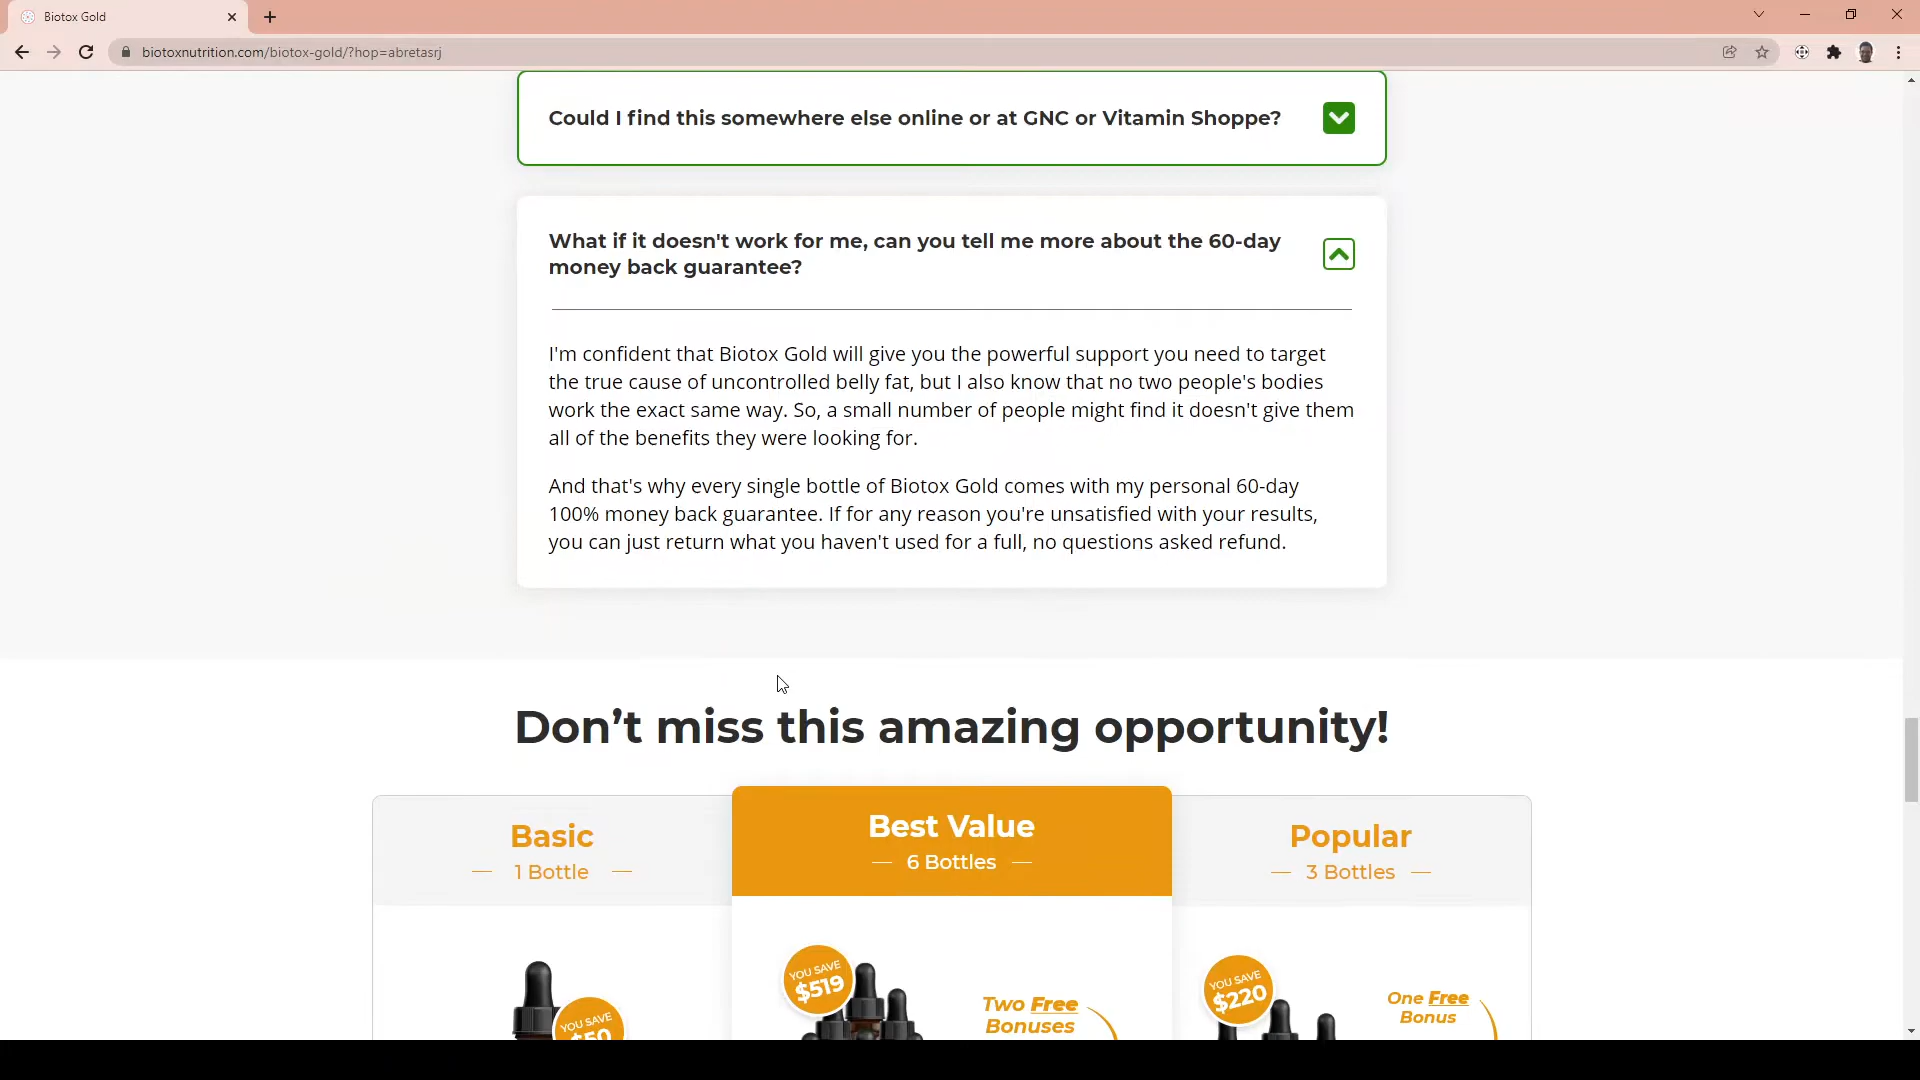 Biotox Gold
biotoxnutrition.com/biotox-gold/?hop=abretasrj
Could I find this somewhere else online or at GNC or Vitamin Shoppe?
What if it doesn't work for me, can you tell me more about the 60-day
money back guarantee?
I'm confident that Biotox Gold will give you the powerful support you need to target
the true cause of uncontrolled belly fat, but I also know that no two people's bodies
work the exact same way. So, a small number of people might find it doesn't give them
all of the benefits they were looking for.
And that's why every single bottle of Biotox Gold comes with my personal 60-day
100% money back guarantee. If for any reason you're unsatisfied with your results,
you can just return what you haven't used for a full, no questions asked refund.
Don’t miss this amazing opportunity!
Basic
1 Bottle
YOU SAVE
$50
Best Value
6 Bottles
YOU SAVE
$519
Two Free
Bonuses
Popular
3 Bottles
YOU SAVE
$220
One Free
Bonus